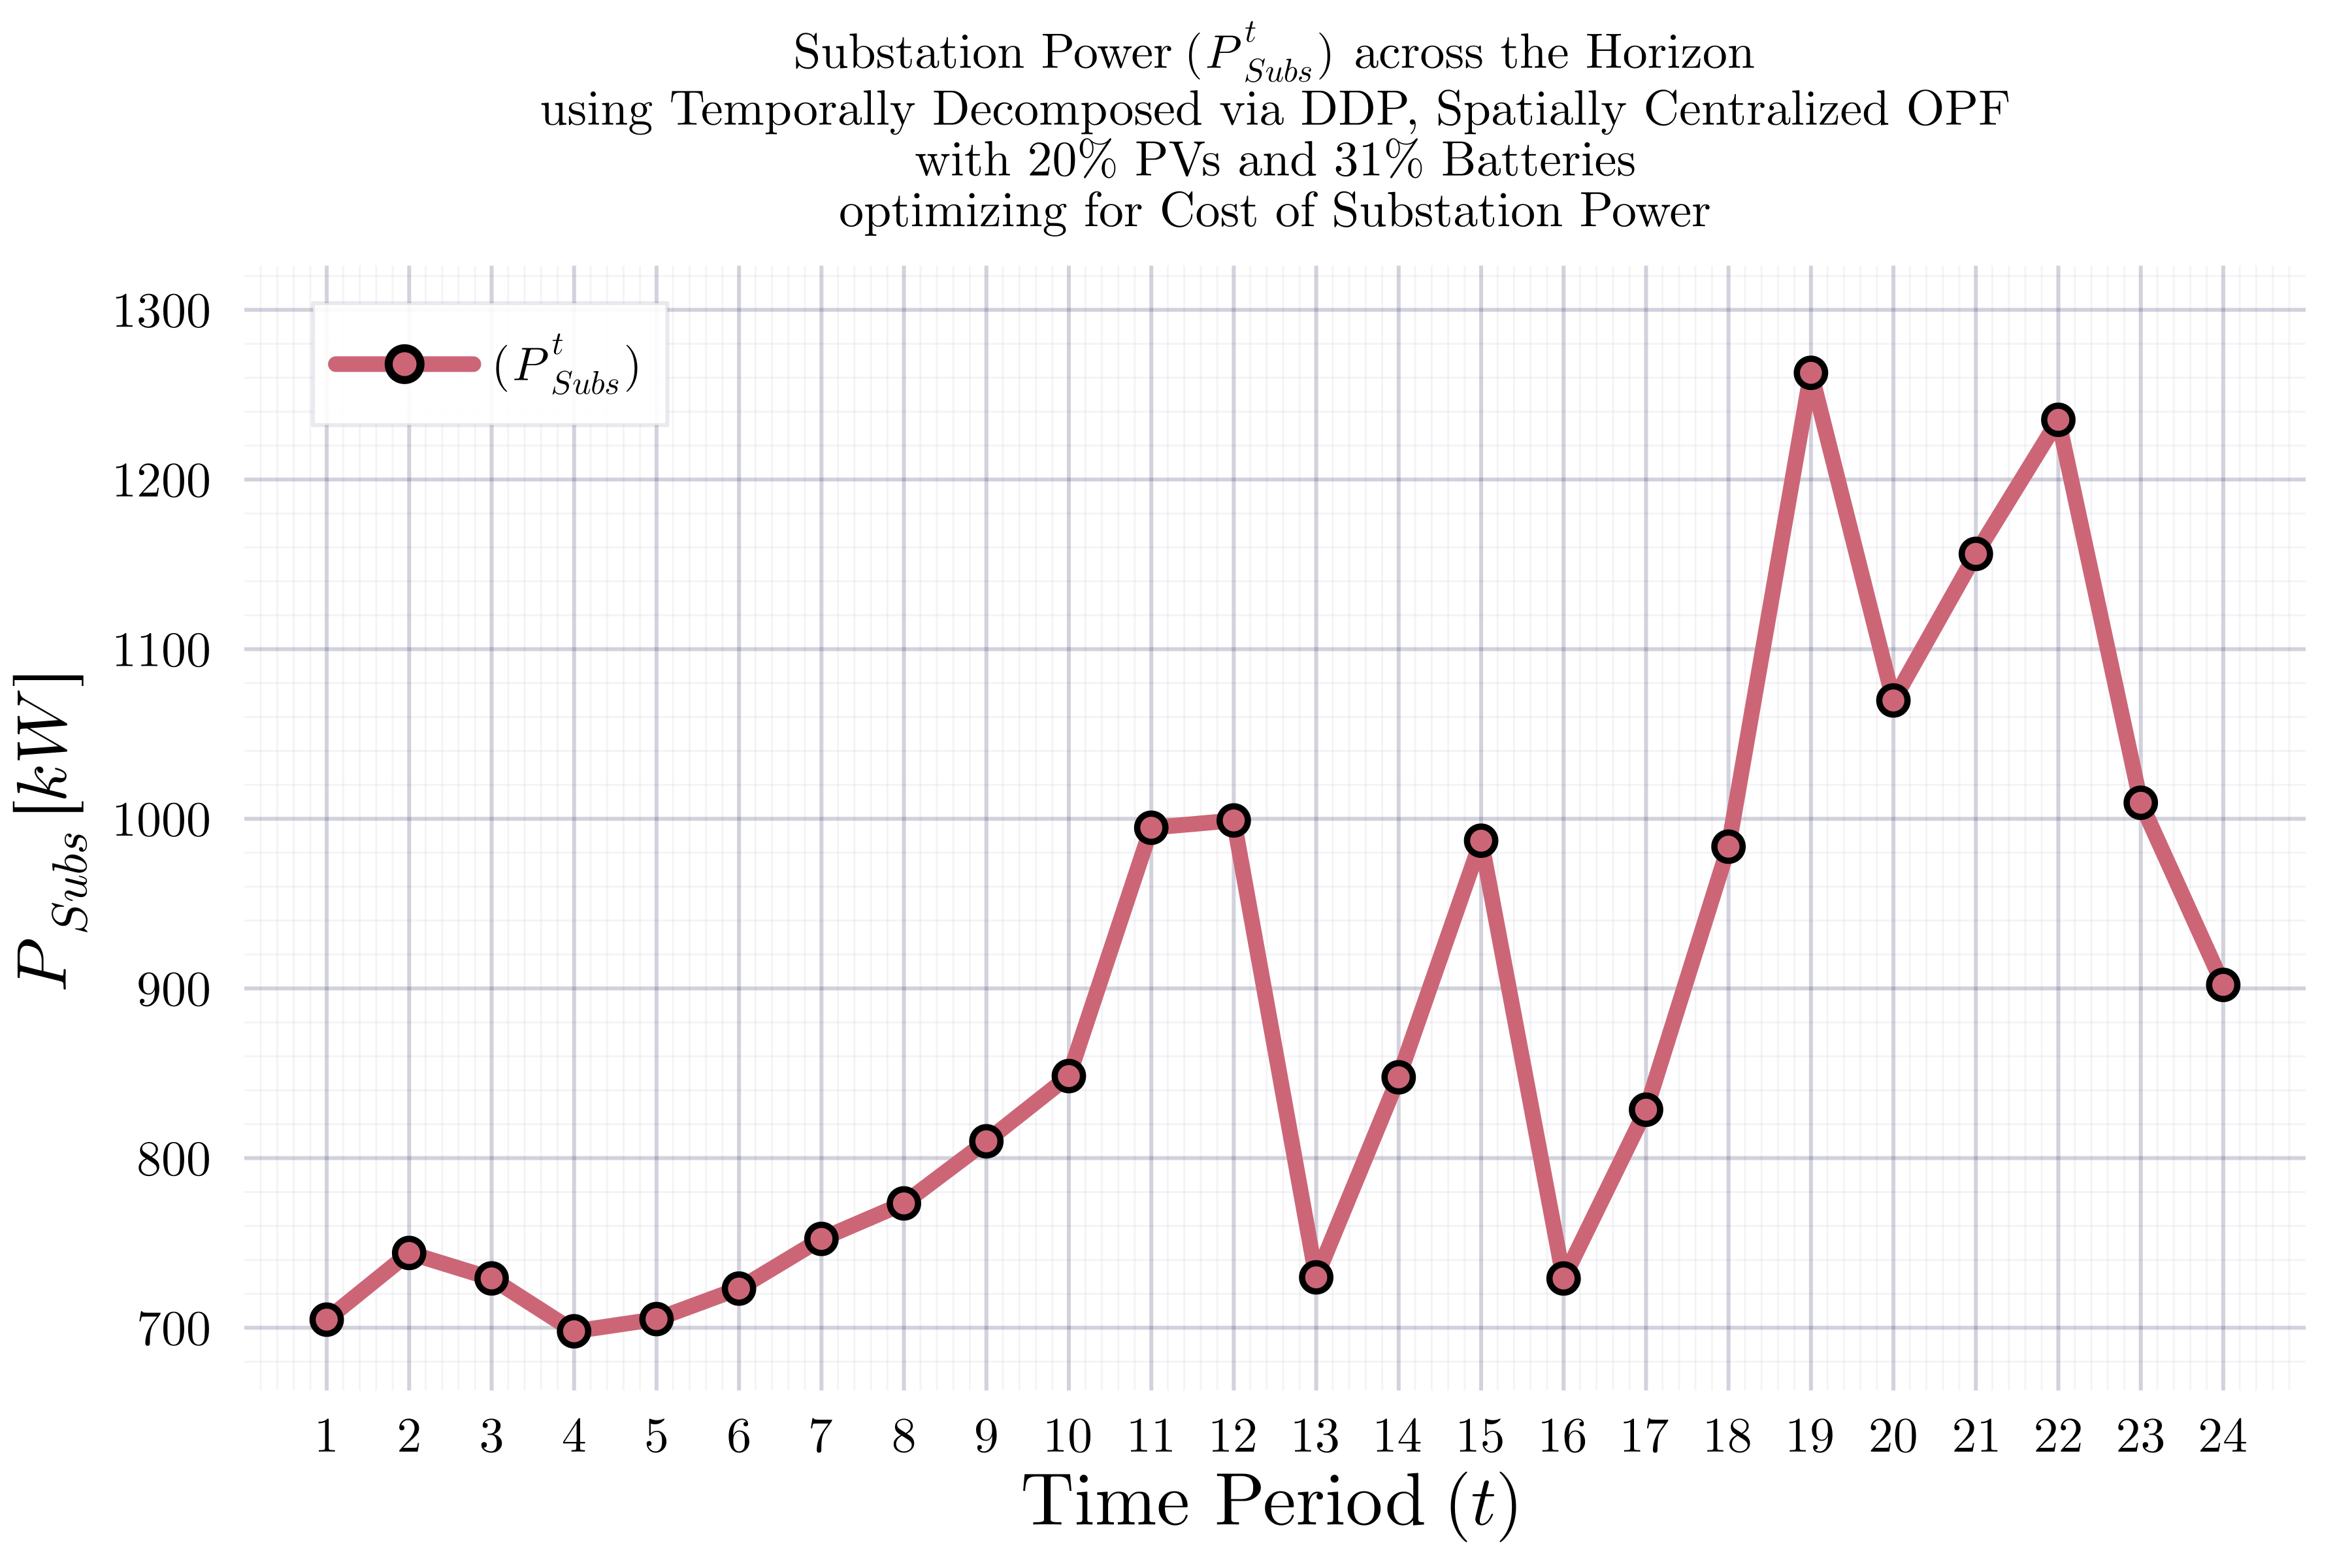 Substation Power (P^t_Subs) across the Horizon
using Temporally Decomposed via DDP, Spatially Centralized OPF
with 20% PVs and 31% Batteries
optimizing for Cost of Substation Power
(P^t_Subs)
P_Subs [kW]
1300
1200
1100
1000
900
800
700
1 2 3 4 5 6 7 8 9 10 11 12 13 14 15 16 17 18 19 20 21 22 23 24
Time Period (t)